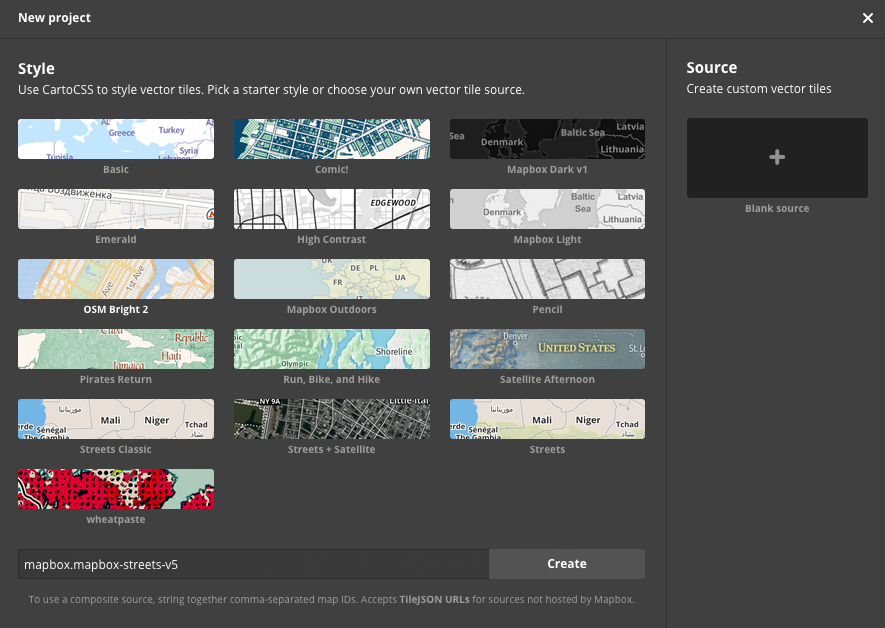 New project
Style
Use CartoCSS to style vector tiles. Pick a starter style or choose your own vector tile source.
Greece
Turkey
Syria
Basic
Comic!
Sea
Denmark
Baltic Sea
Latvia
Lithuania
Mapbox Dark v1
Воздвиженка
Emerald
EDGEWOOD
High Contrast
Denmark
Baltic
Sea
Latvia
Lithuania
Mapbox Light
1st Ave
OSM Bright 2
UK
DE
PL
FR
UA
IT
Mapbox Outdoors
Pencil
Cuba
Republic
Haiti
Jamaica
Pirates Return
Olympic
Shoreline
Run, Bike, and Hike
Denver
UNITED STATES
St. Lo
Satellite Afternoon
موريتانيا
Mali
Niger
Tchad
تشاد
erde
Sénégal
The Gambia
Streets Classic
NY 9A
Little Ital
Streets + Satellite
موريتانيا
Mali
Niger
Tchad
تشاد
erde
Sénégal
The Gambia
Streets
wheatpaste
mapbox.mapbox-streets-v5
Create
To use a composite source, string together comma-separated map IDs. Accepts TileJSON URLs for sources not hosted by Mapbox.
Source
Create custom vector tiles
Blank source